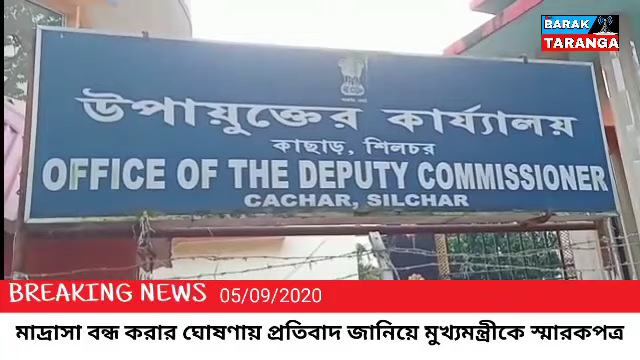 BARAK
TARANGA
উপায়ুক্তের কার্য্যালয়
কাছাড়, শিলচর
OFFICE OF THE DEPUTY COMMISSIONER
CACHAR, SILCHAR
BREAKING NEWS 05/09/2020
মাদ্রাসা বন্ধ করার ঘোষণায় প্রতিবাদ জানিয়ে মুখ্যমন্ত্রীকে স্মারকপত্র